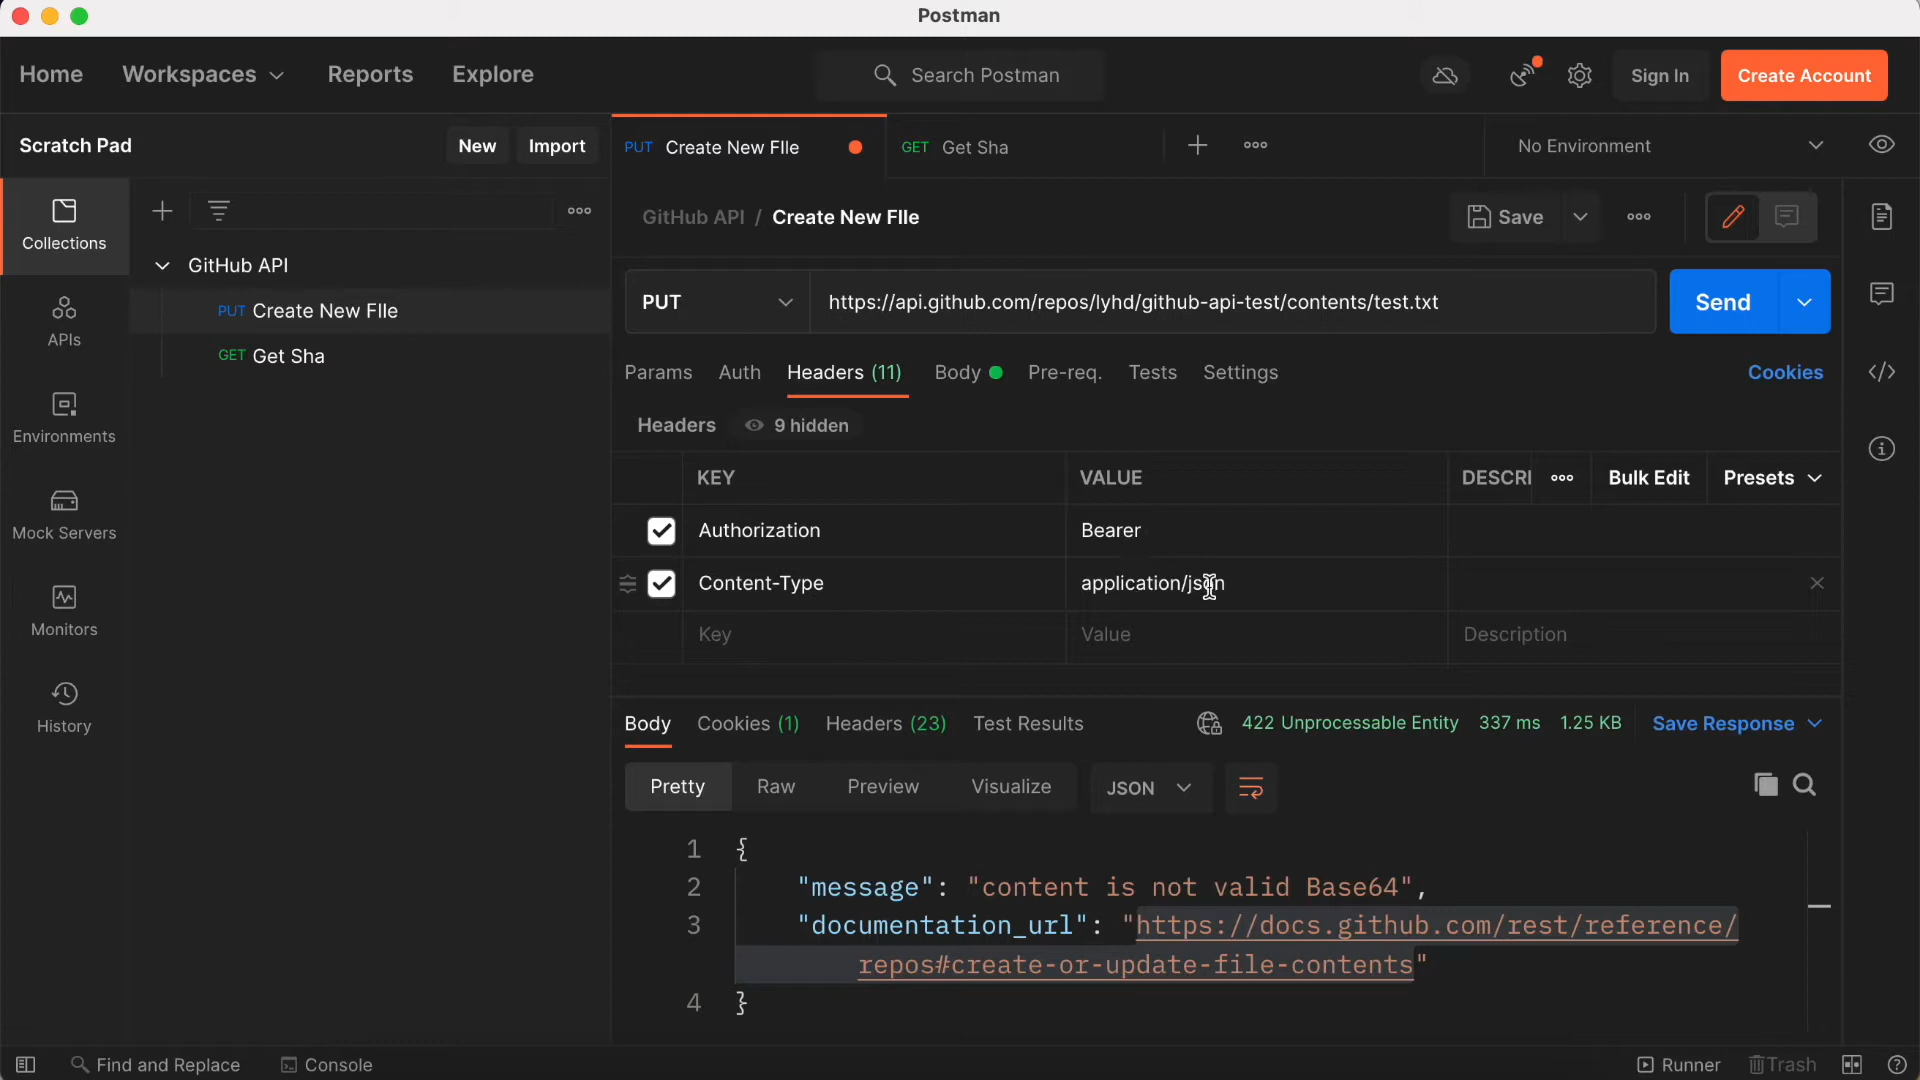 Postman
Home Workspaces Reports Explore Search Postman Sign In Create Account
Scratch Pad New Import PUT Create New FIle GET Get Sha No Environment
Collections
APIs
Environments
Mock Servers
Monitors
History
GitHub API
PUT Create New FIle
GET Get Sha
GitHub API / Create New FIle Save
PUT https://api.github.com/repos/lyhd/github-api-test/contents/test.txt Send
Params Auth Headers (11) Body Pre-req. Tests Settings Cookies
Headers 9 hidden
KEY VALUE DESCRI Bulk Edit Presets
Authorization Bearer
Content-Type application/json
Key Value Description
Body Cookies (1) Headers (23) Test Results 422 Unprocessable Entity 337 ms 1.25 KB Save Response
Pretty Raw Preview Visualize JSON
1 {
2 "message": "content is not valid Base64",
3 "documentation_url": "https://docs.github.com/rest/reference/
repos#create-or-update-file-contents"
4 }
Find and Replace Console Runner Trash